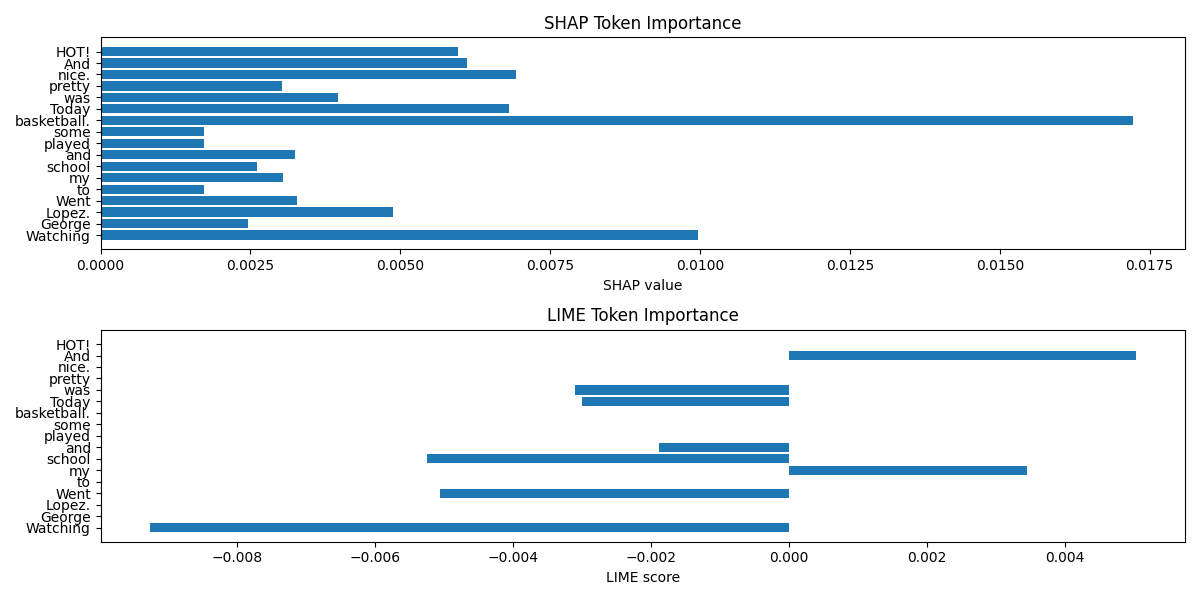 SHAP Token Importance
HOT!
And
nice.
pretty
was
Today
basketball.
some
played
and
school
my
to
Went
Lopez.
George
Watching
0.0000 0.0025 0.0050 0.0075 0.0100 0.0125 0.0150 0.0175
SHAP value
LIME Token Importance
HOT!
And
nice.
pretty
was
Today
basketball.
some
played
and
school
my
to
Went
Lopez.
George
Watching
−0.008 −0.006 −0.004 −0.002 0.000 0.002 0.004
LIME score